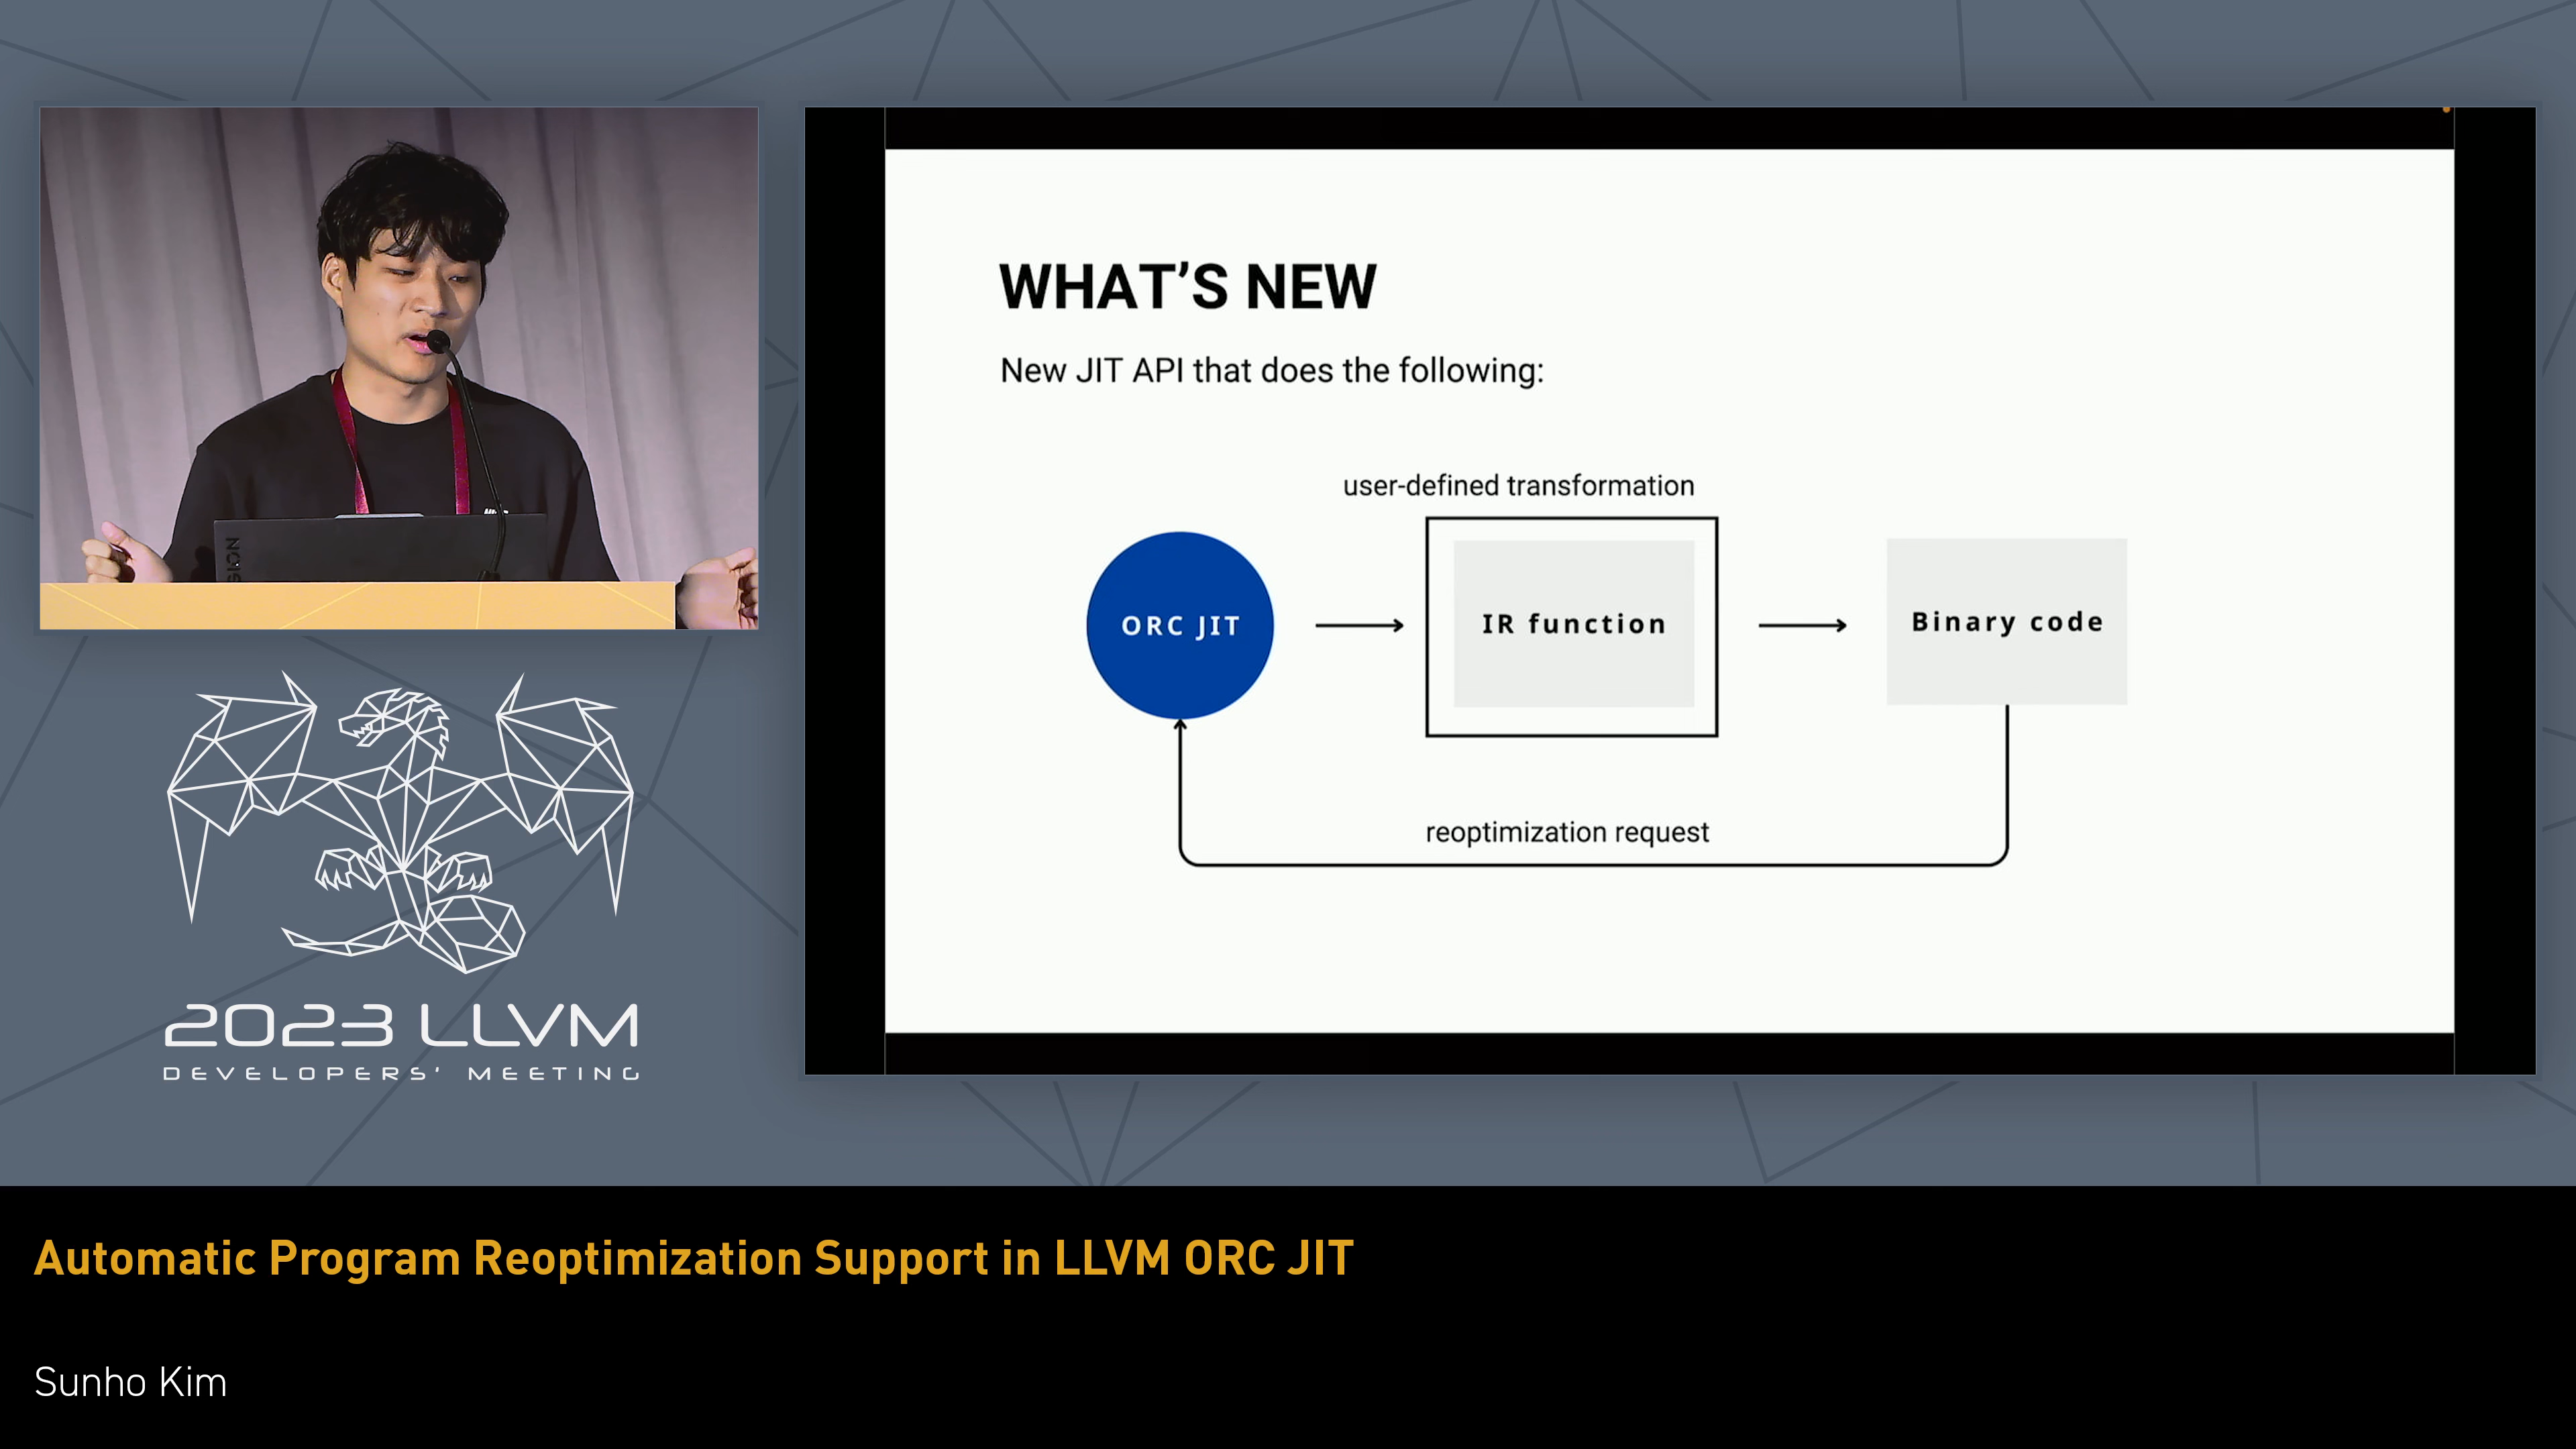 WHAT'S NEW
New JIT API that does the following:
user-defined transformation
ORC JIT
IR function
Binary code
reoptimization request
2023 LLVM
DEVELOPERS' MEETING
Automatic Program Reoptimization Support in LLVM ORC JIT
Sunho Kim